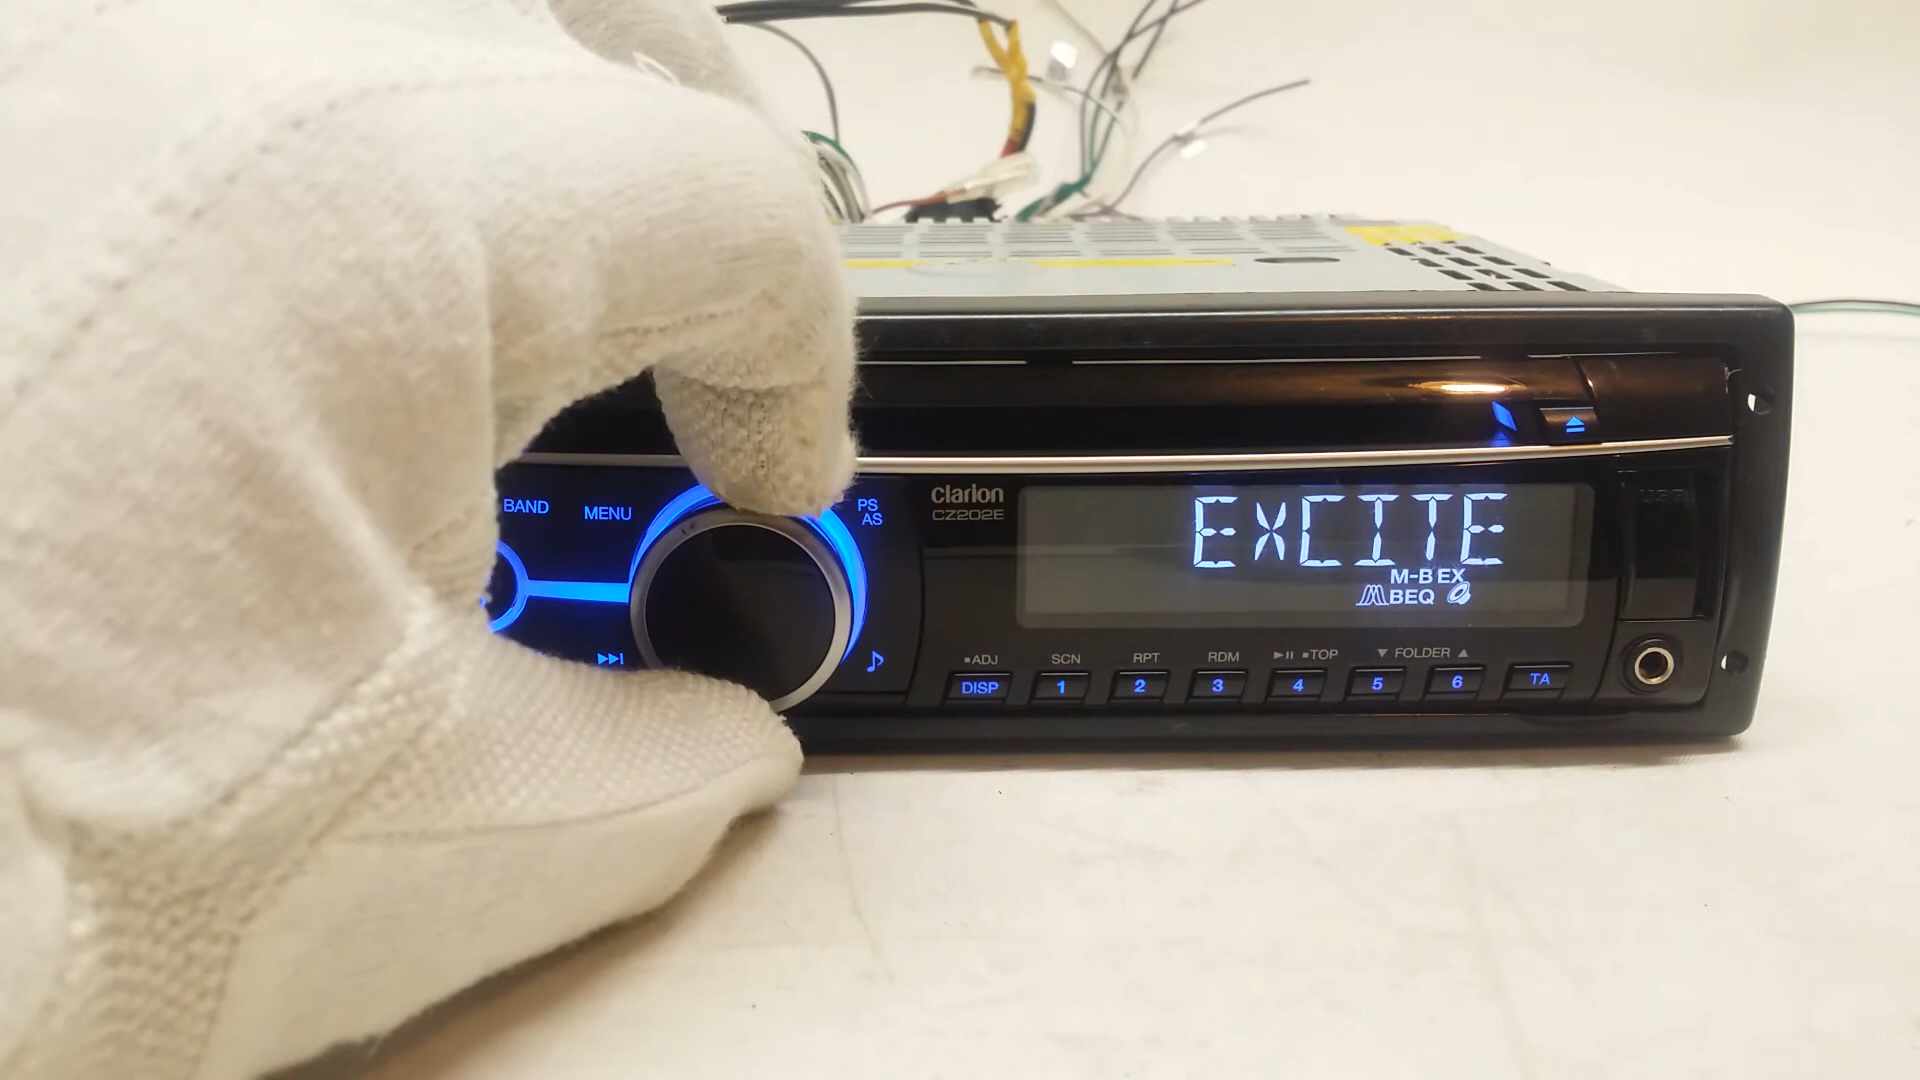 BAND MENU
PS
AS
clarion
CZ202E
EXCITE
M-B EX
BEQ
ADJ SCN RPT RDM TOP FOLDER
DISP 1 2 3 4 5 6 TA
USB